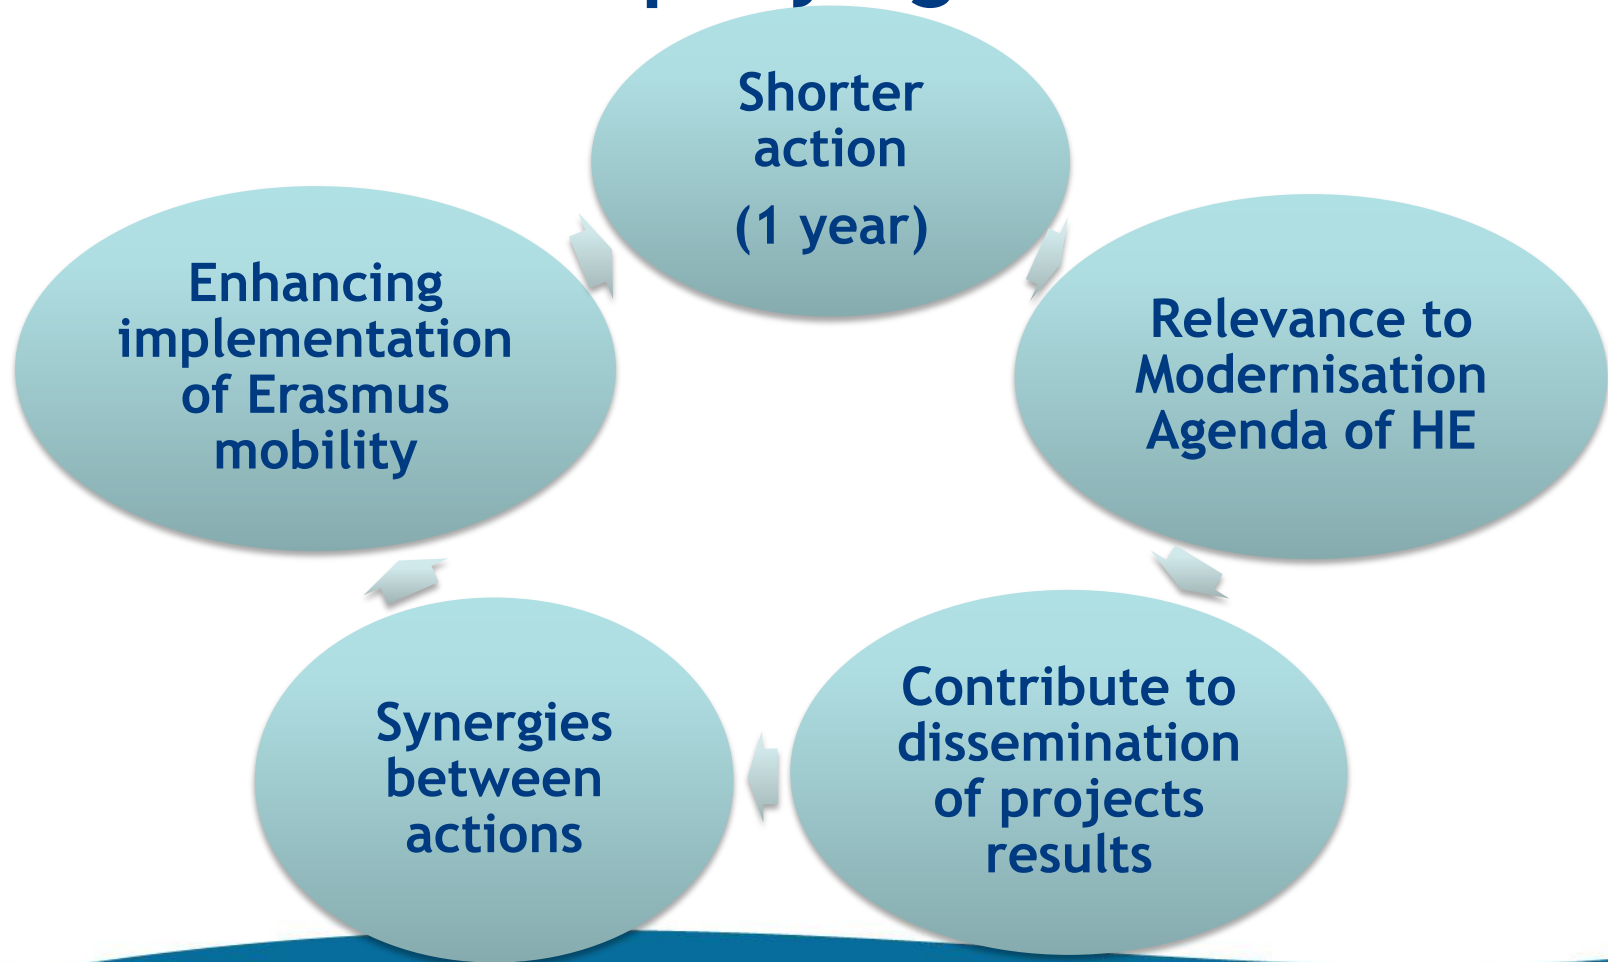 Shorter
action
(1 year)
Relevance to
Modernisation
Agenda of HE
Contribute to
dissemination
of projects
results
Synergies
between
actions
Enhancing
implementation
of Erasmus
mobility